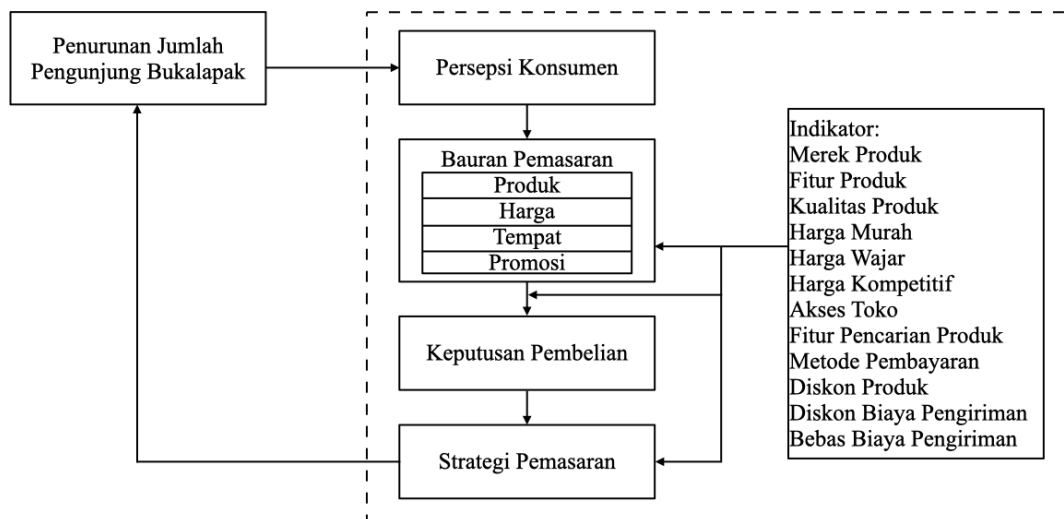 Penurunan Jumlah
Pengunjung Bukalapak
Persepsi Konsumen
Bauran Pemasaran
Produk
Harga
Tempat
Promosi
Keputusan Pembelian
Strategi Pemasaran
Indikator:
Merek Produk
Fitur Produk
Kualitas Produk
Harga Murah
Harga Wajar
Harga Kompetitif
Akses Toko
Fitur Pencarian Produk
Metode Pembayaran
Diskon Produk
Diskon Biaya Pengiriman
Bebas Biaya Pengiriman